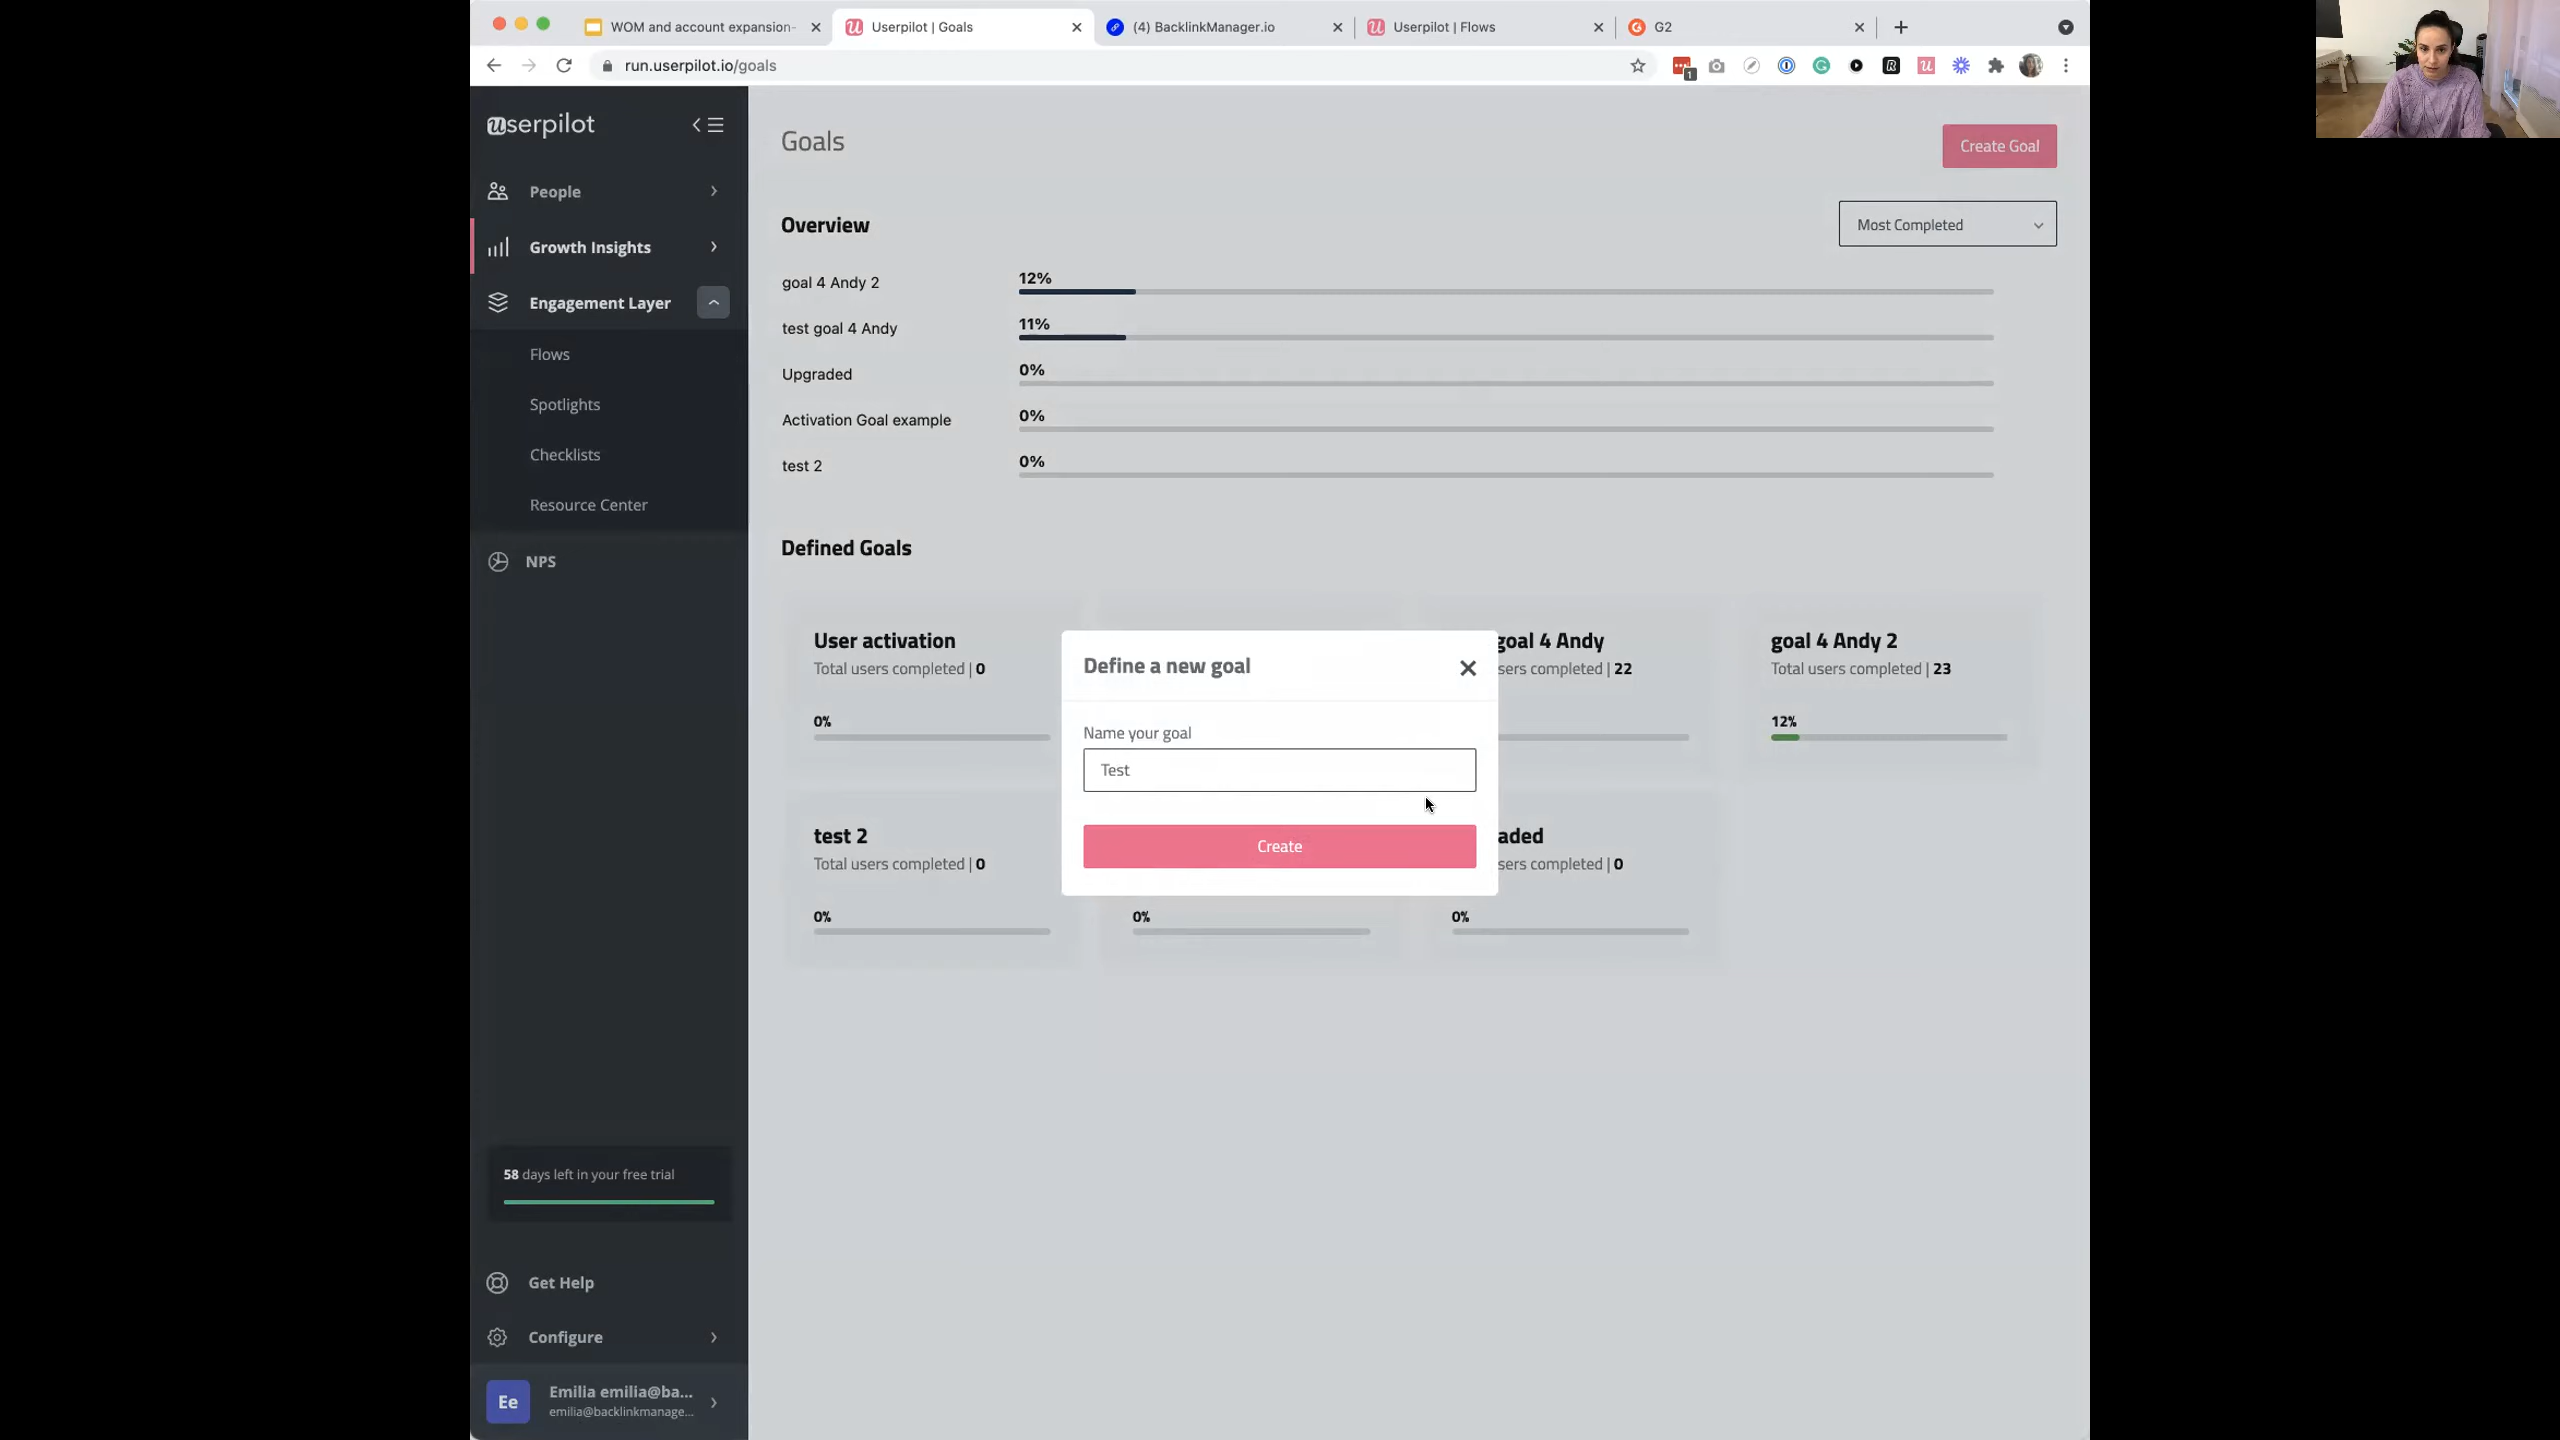 WOM and account expansion-
Userpilot | Goals
(4) BacklinkManager.io
Userpilot | Flows
G2
run.userpilot.io/goals
1
userpilot
People
Growth Insights
Engagement Layer
Flows
Spotlights
Checklists
Resource Center
NPS
58 days left in your free trial
Get Help
Configure
Ee
Emilia emilia@ba...
emilia@backlinkmanage...
Goals
Create Goal
Overview
Most Completed
goal 4 Andy 2
12%
test goal 4 Andy
11%
Upgraded
0%
Activation Goal example
0%
test 2
0%
Defined Goals
User activation
Total users completed | 0
0%
goal 4 Andy
sers completed | 22
goal 4 Andy 2
Total users completed | 23
12%
test 2
Total users completed | 0
0%
0%
aded
sers completed | 0
0%
Define a new goal
Name your goal
Test
Create